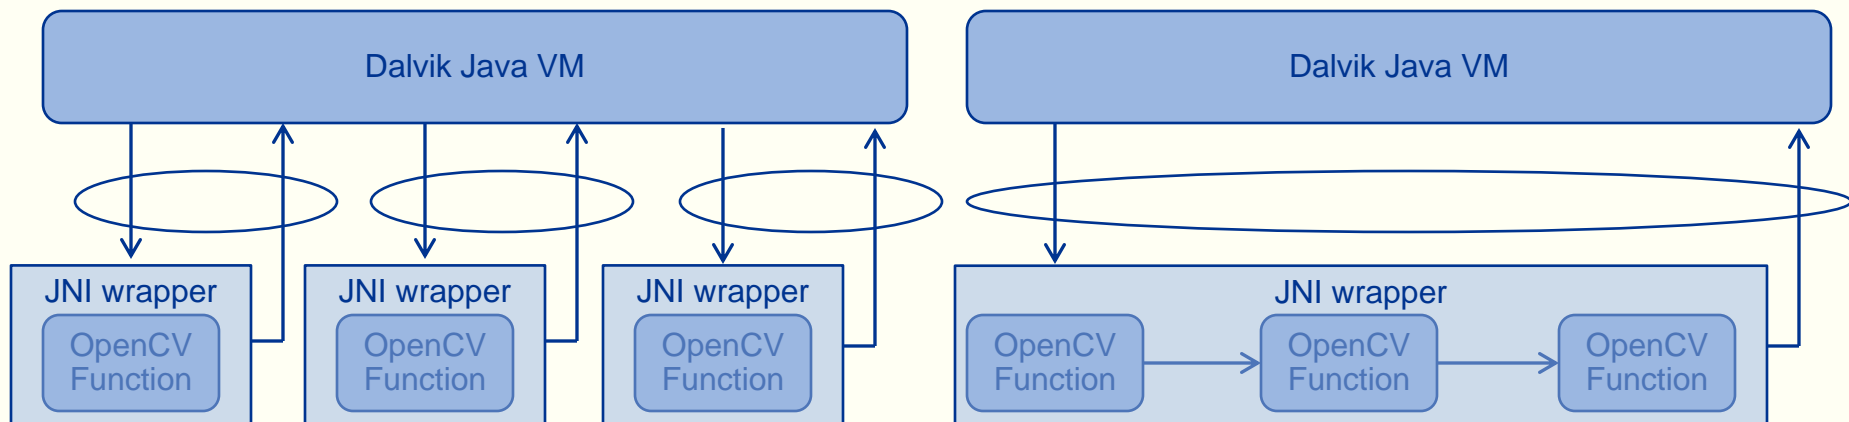 Dalvik Java VM
JNI wrapper
OpenCV
Function
JNI wrapper
OpenCV
Function
JNI wrapper
OpenCV
Function
Dalvik Java VM
JNI wrapper
OpenCV
Function
OpenCV
Function
OpenCV
Function